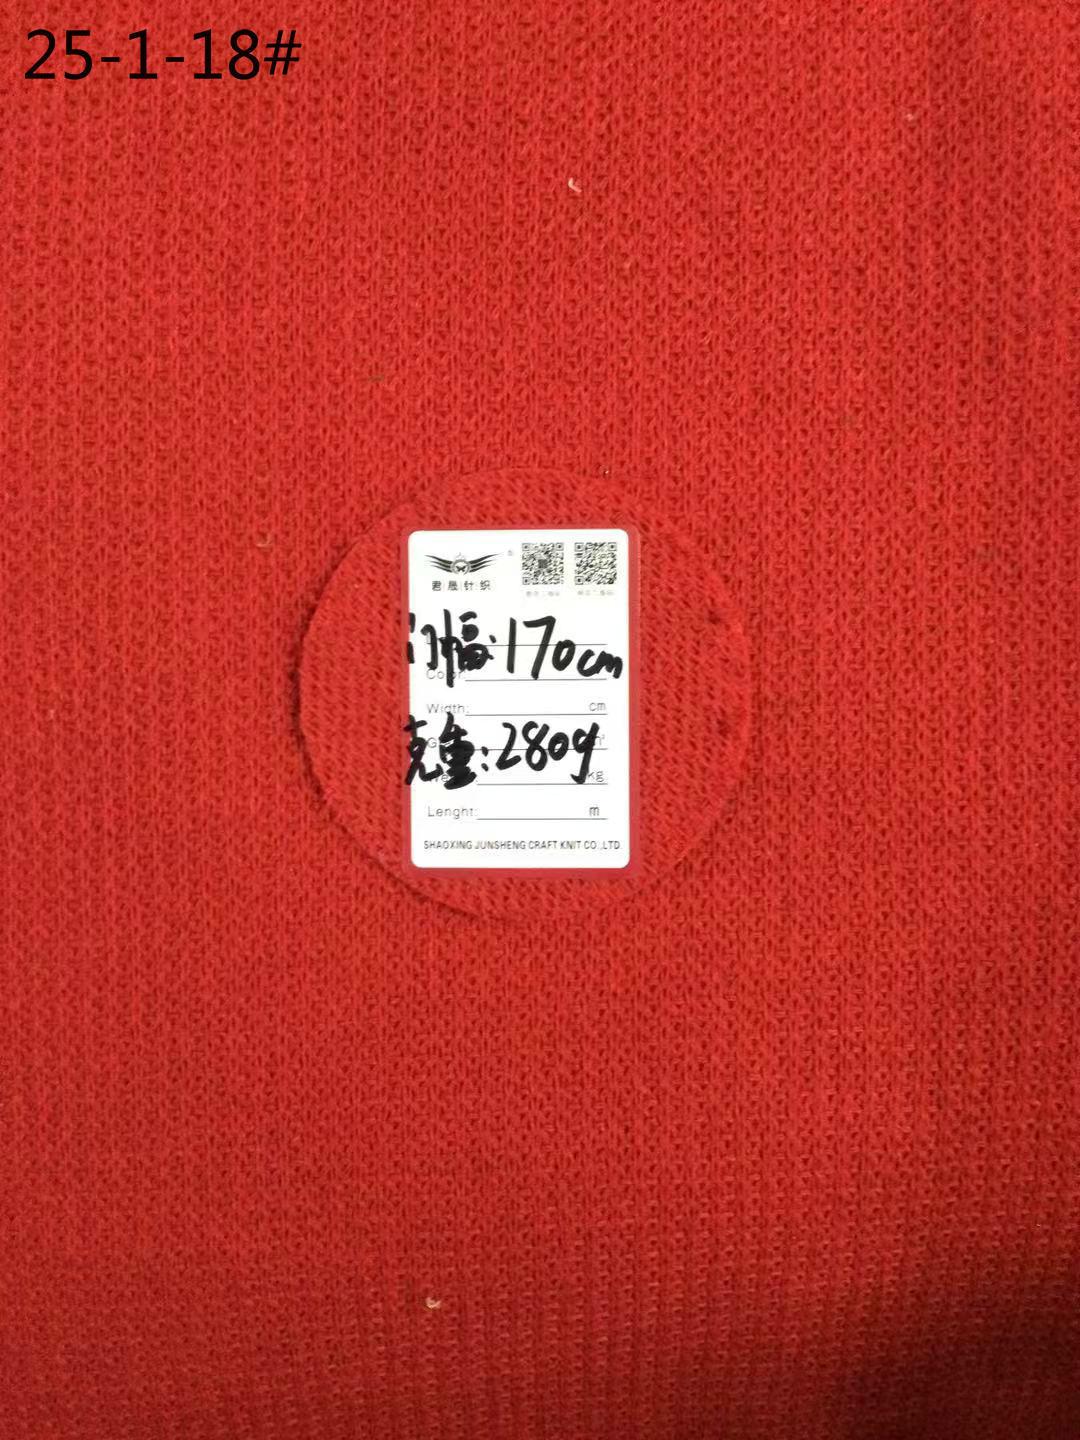 25-1-18#
君晟针织
门幅:170cm
Color:
Width: cm
克重:280g
kg
Lenght: m
SHAOXING JUNSHENG CRAFT KNIT CO.,LTD.